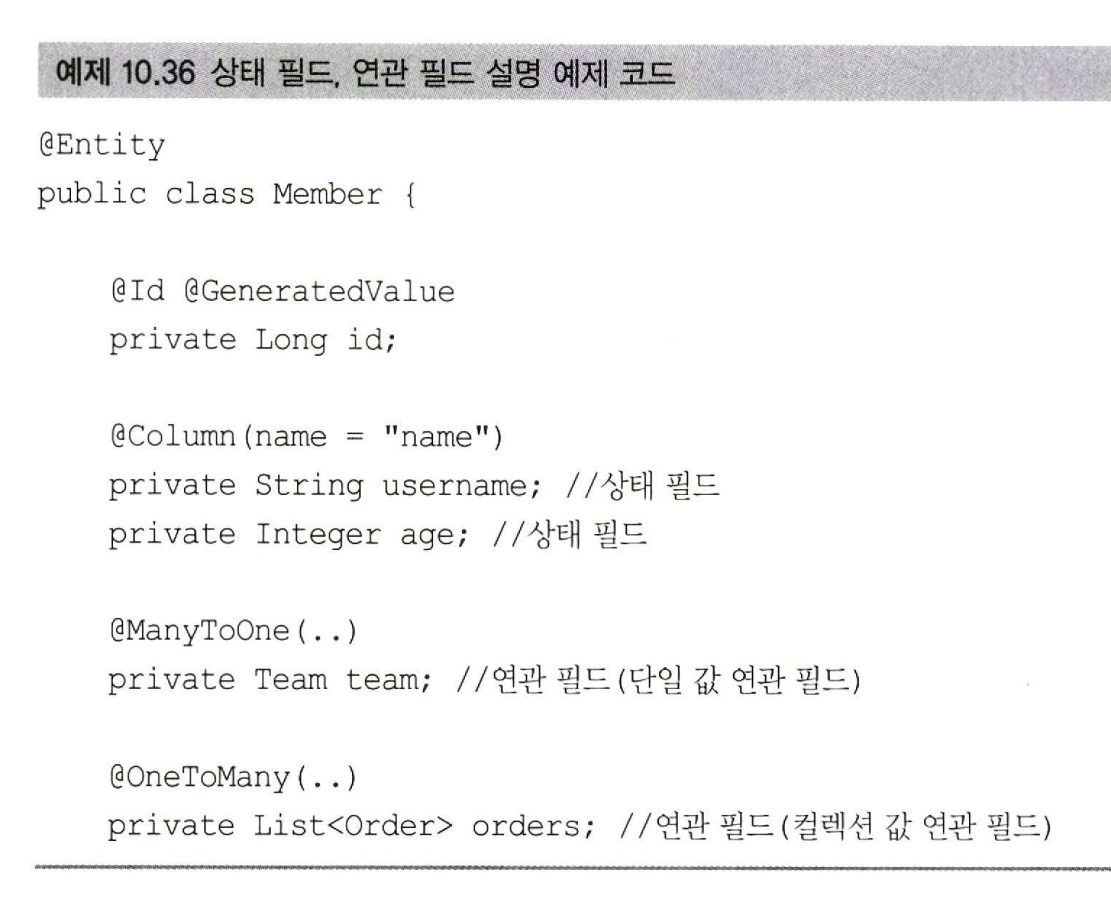 예제 10.36 상태 필드, 연관 필드 설명 예제 코드
@Entity
public class Member {
@Id @GeneratedValue
private Long id;
@Column(name = "name")
private String username; //상태 필드
private Integer age; //상태 필드
@ManyToOne(..)
private Team team; //연관 필드(단일 값 연관 필드)
@OneToMany(..)
private List<Order> orders; //연관 필드(컬렉션 값 연관 필드)